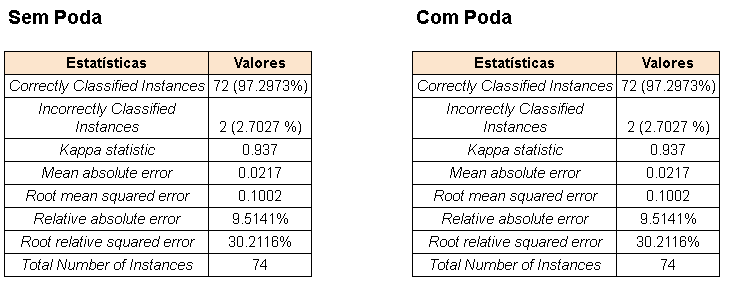 Sem Poda
Estatísticas Valores
Correctly Classified Instances 72 (97.2973%)
Incorrectly Classified
Instances 2 (2.7027 %)
Kappa statistic 0.937
Mean absolute error 0.0217
Root mean squared error 0.1002
Relative absolute error 9.5141%
Root relative squared error 30.2116%
Total Number of Instances 74
Com Poda
Estatísticas Valores
Correctly Classified Instances 72 (97.2973%)
Incorrectly Classified
Instances 2 (2.7027 %)
Kappa statistic 0.937
Mean absolute error 0.0217
Root mean squared error 0.1002
Relative absolute error 9.5141%
Root relative squared error 30.2116%
Total Number of Instances 74